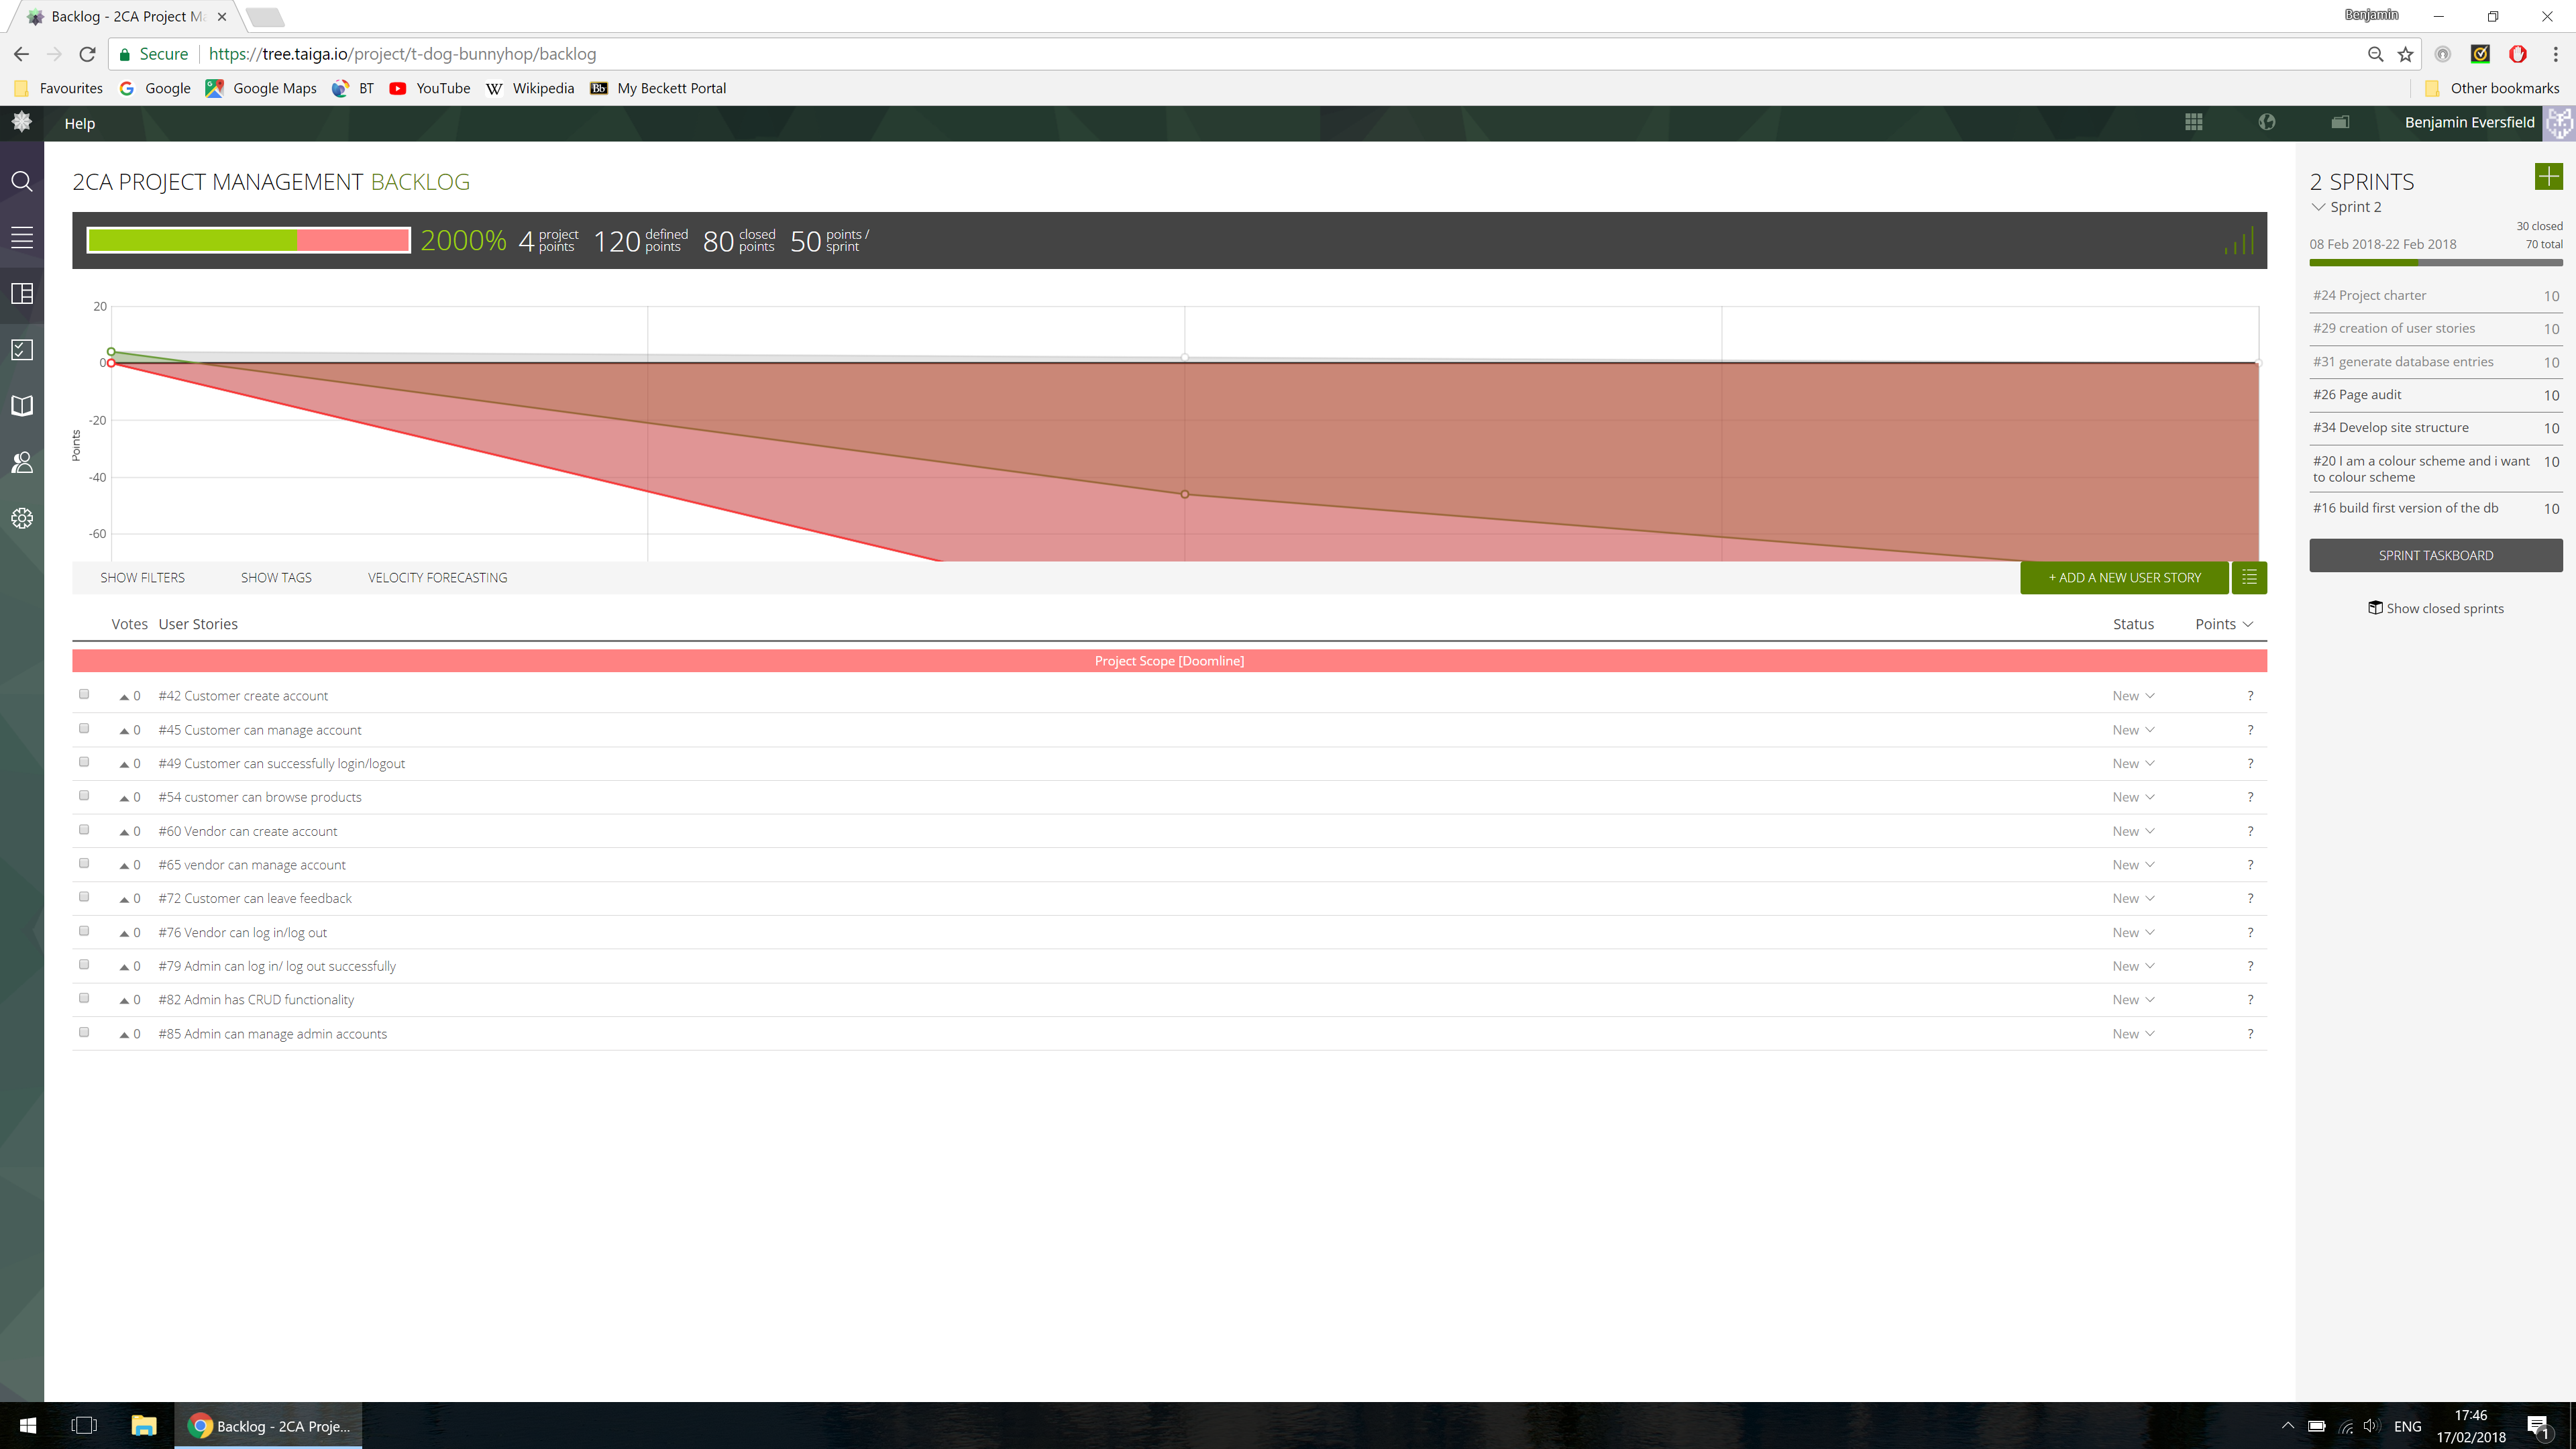 Backlog - 2CA Project Ma
Benjamin
Secure https://tree.taiga.io/project/t-dog-bunnyhop/backlog
Favourites Google Google Maps BT YouTube Wikipedia My Beckett Portal Other bookmarks
Help Benjamin Eversfield
2CA PROJECT MANAGEMENT BACKLOG
2000% 4 project points 120 defined points 80 closed points 50 points / sprint
20
0
-20
-40
-60
Points
SHOW FILTERS SHOW TAGS VELOCITY FORECASTING + ADD A NEW USER STORY
Votes User Stories Status Points
Project Scope [Doomline]
0 #42 Customer create account New ?
0 #45 Customer can manage account New ?
0 #49 Customer can successfully login/logout New ?
0 #54 customer can browse products New ?
0 #60 Vendor can create account New ?
0 #65 vendor can manage account New ?
0 #72 Customer can leave feedback New ?
0 #76 Vendor can log in/log out New ?
0 #79 Admin can log in/ log out successfully New ?
0 #82 Admin has CRUD functionality New ?
0 #85 Admin can manage admin accounts New ?
2 SPRINTS
Sprint 2
30 closed
08 Feb 2018-22 Feb 2018 70 total
#24 Project charter 10
#29 creation of user stories 10
#31 generate database entries 10
#26 Page audit 10
#34 Develop site structure 10
#20 I am a colour scheme and i want 10
to colour scheme
#16 build first version of the db 10
SPRINT TASKBOARD
Show closed sprints
Backlog - 2CA Proje...
ENG
17:46
17/02/2018
1